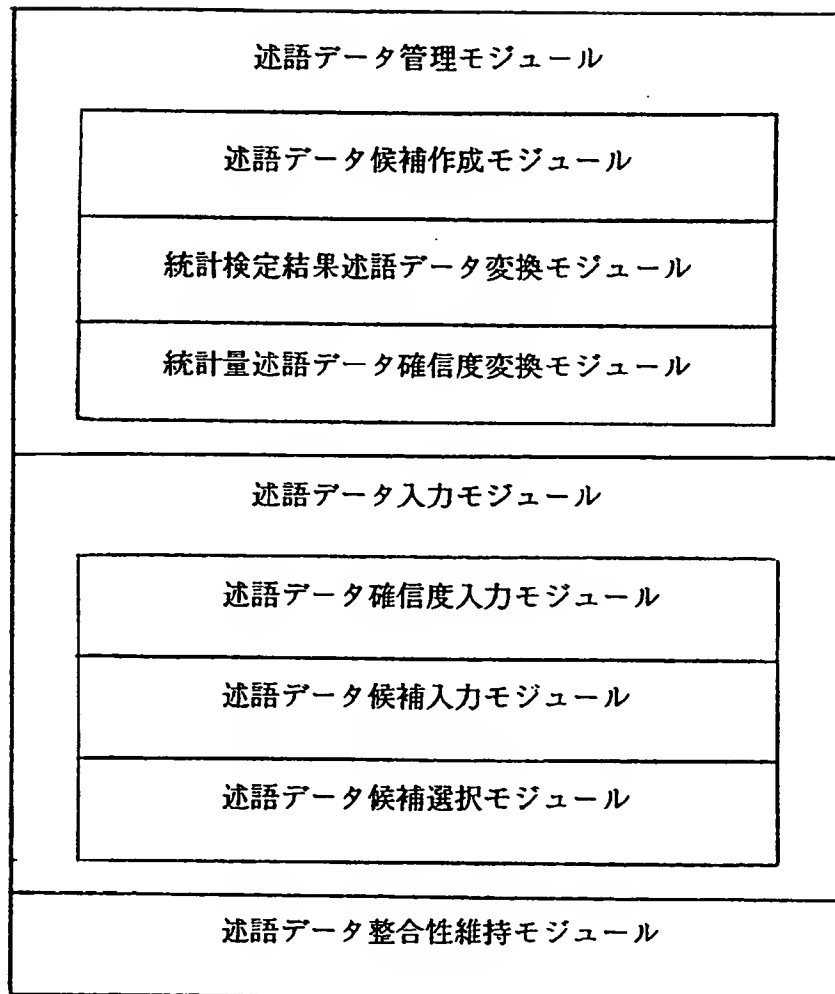 述語データ管理モジュール
述語データ候補作成モジュール
統計検定結果述語データ変換モジュール
統計量述語データ確信度変換モジュール
述語データ入力モジュール
述語データ確信度入力モジュール
述語データ候補入力モジュール
述語データ候補選択モジュール
述語データ整合性維持モジュール